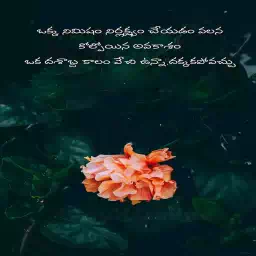 ఒక్క నిమిషం నిర్లక్ష్యం చేయడం వలన
కోల్పోయిన అవకాశం
ఒక దశాబ్ద కాలం వేచి ఉన్నా దక్కకపోవచ్చు